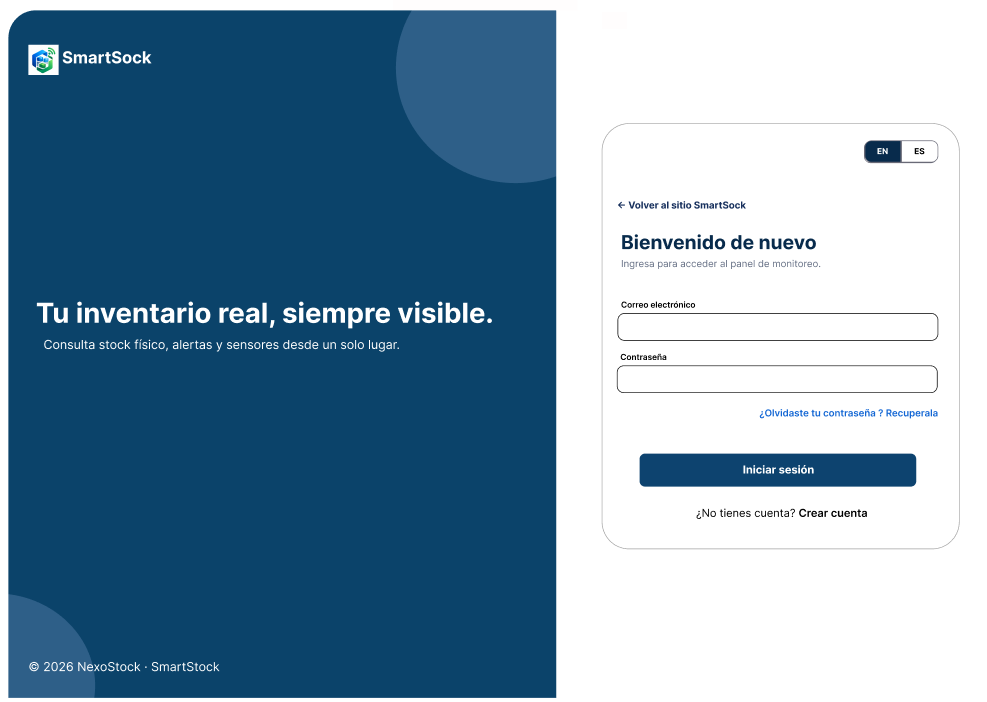 SmartSock
Tu inventario real, siempre visible.
Consulta stock físico, alertas y sensores desde un solo lugar.
© 2026 NexoStock · SmartStock
EN ES
← Volver al sitio SmartSock
Bienvenido de nuevo
Ingresa para acceder al panel de monitoreo.
Correo electrónico
Contraseña
¿Olvidaste tu contraseña ? Recuperala
Iniciar sesión
¿No tienes cuenta? Crear cuenta